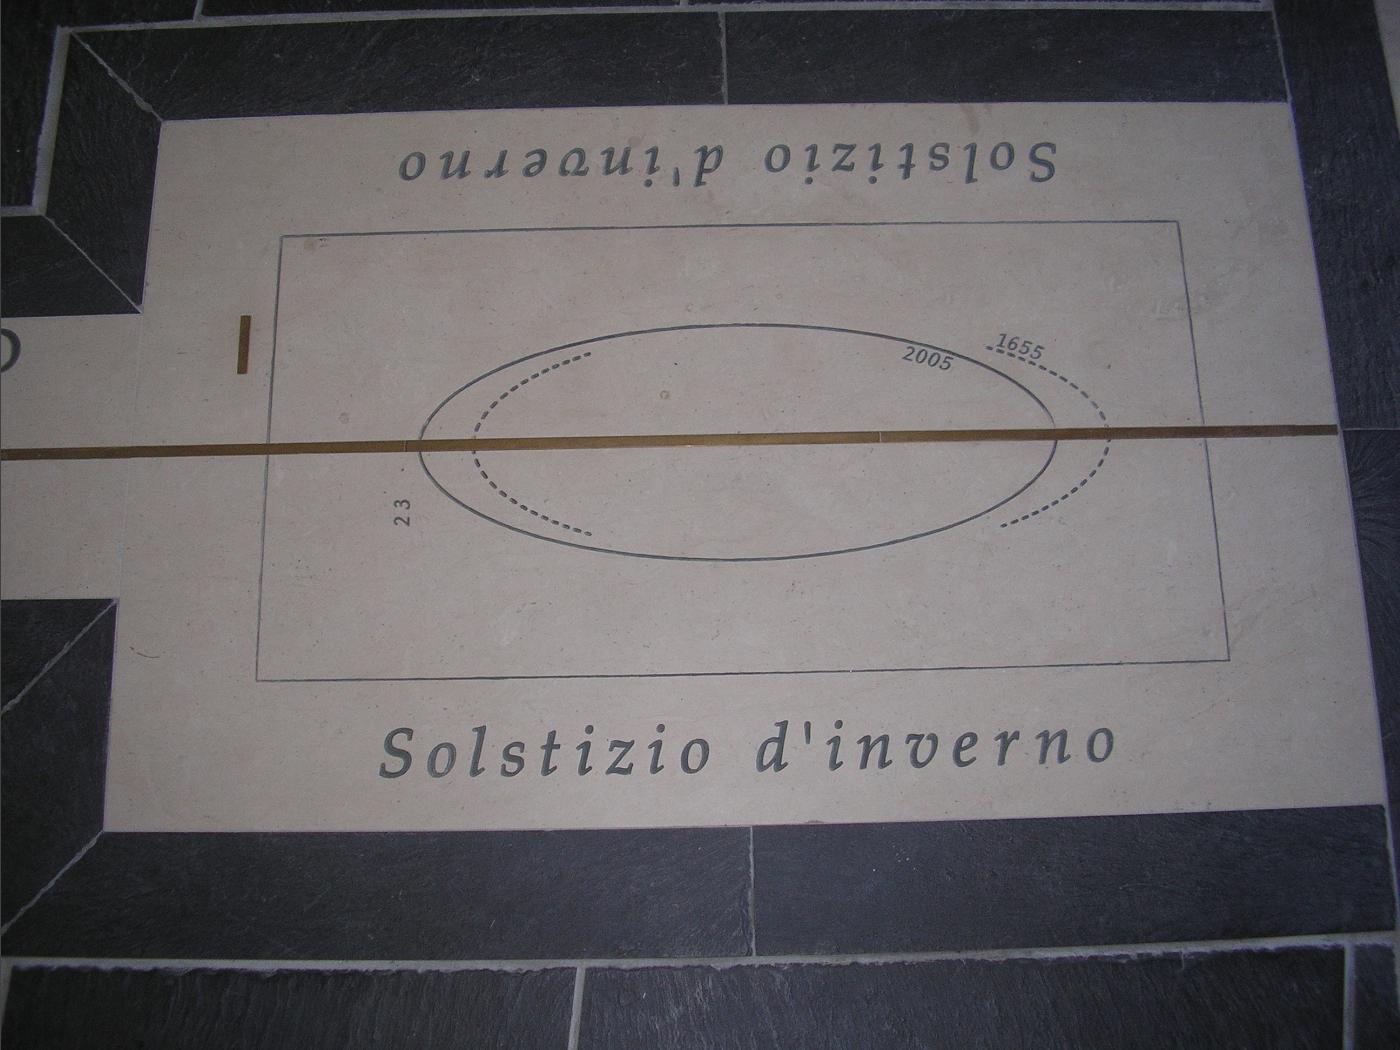 Solstizio d'inverno
1655
2005
23
Solstizio d'inverno